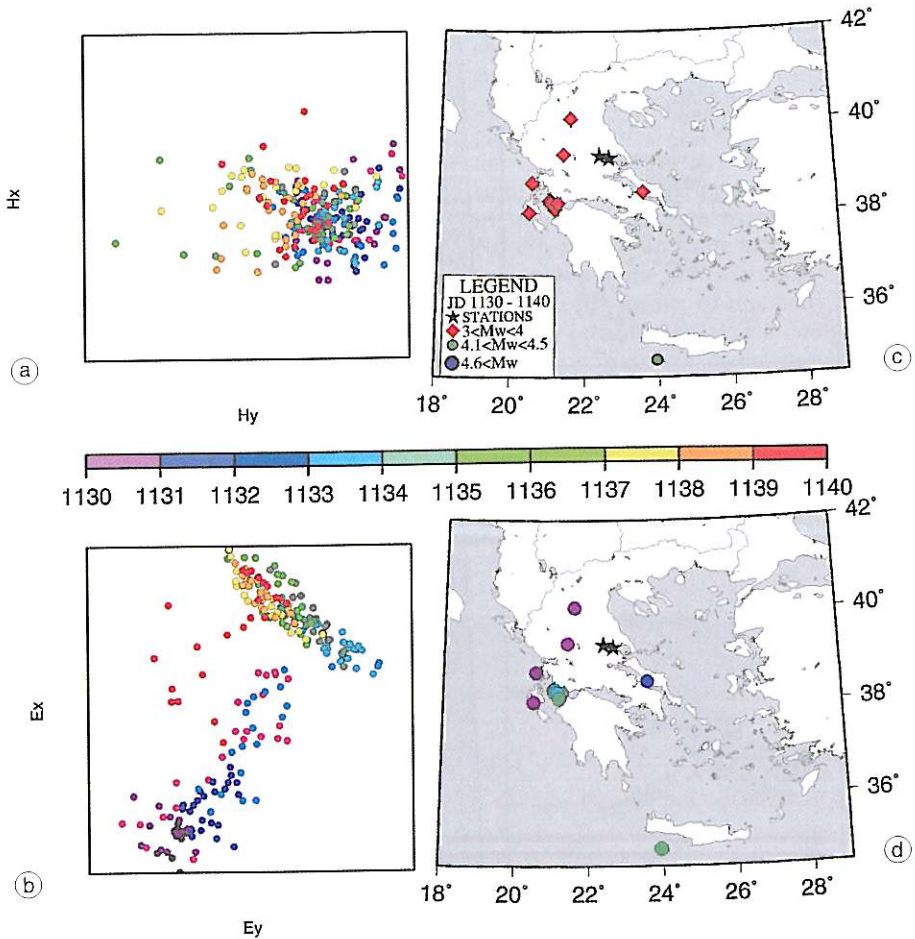 42°
40°
38°
36°
Hx
LEGEND
JD 1130 - 1140
STATIONS
3<Mw<4
4.1<Mw<4.5
4.6<Mw
a
c
Hy
18° 20° 22° 24° 26° 28°
1130 1131 1132 1133 1134 1135 1136 1137 1138 1139 1140
42°
40°
38°
36°
Ex
b
d
Ey
18° 20° 22° 24° 26° 28°